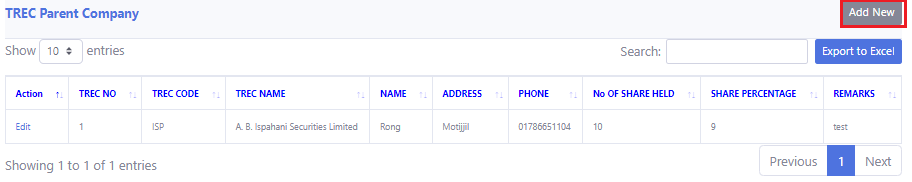 TREC Parent Company Add New
Show 10 entries Search: Export to Excel
Action TREC NO TREC CODE TREC NAME NAME ADDRESS PHONE No OF SHARE HELD SHARE PERCENTAGE REMARKS
Edit 1 ISP A. B. Ispahani Securities Limited Rong Motijjil 01786651104 10 9 test
Showing 1 to 1 of 1 entries Previous 1 Next